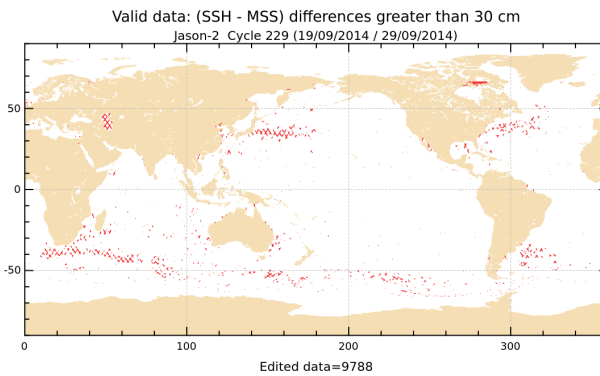 Valid data: (SSH - MSS) differences greater than 30 cm
Jason-2 Cycle 229 (19/09/2014 / 29/09/2014)
50
0
-50
0 100 200 300
Edited data=9788